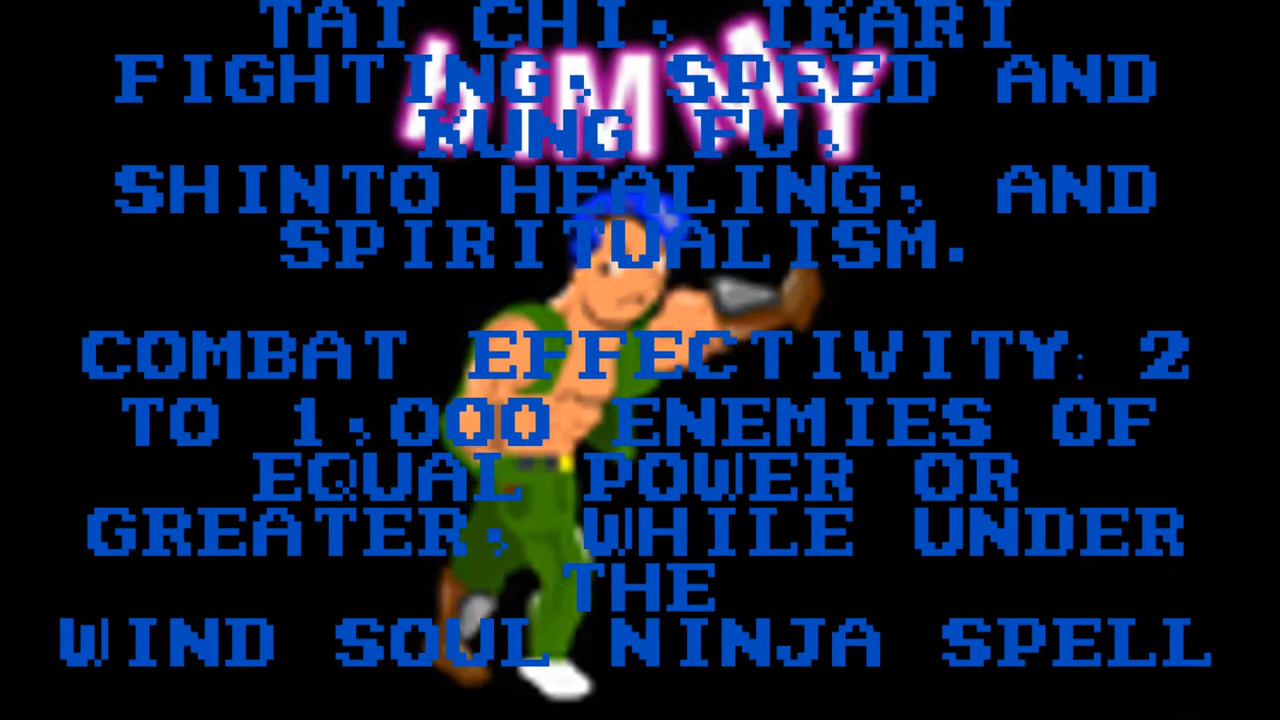 TAI CHI, IKARI
JIMMY
FIGHTING, SPEED AND
KUNG FU,
SHINTO HEALING, AND
SPIRITUALISM.
COMBAT EFFECTIVITY: 2
TO 1,000 ENEMIES OF
EQUAL POWER OR
GREATER, WHILE UNDER
THE
WIND SOUL NINJA SPELL